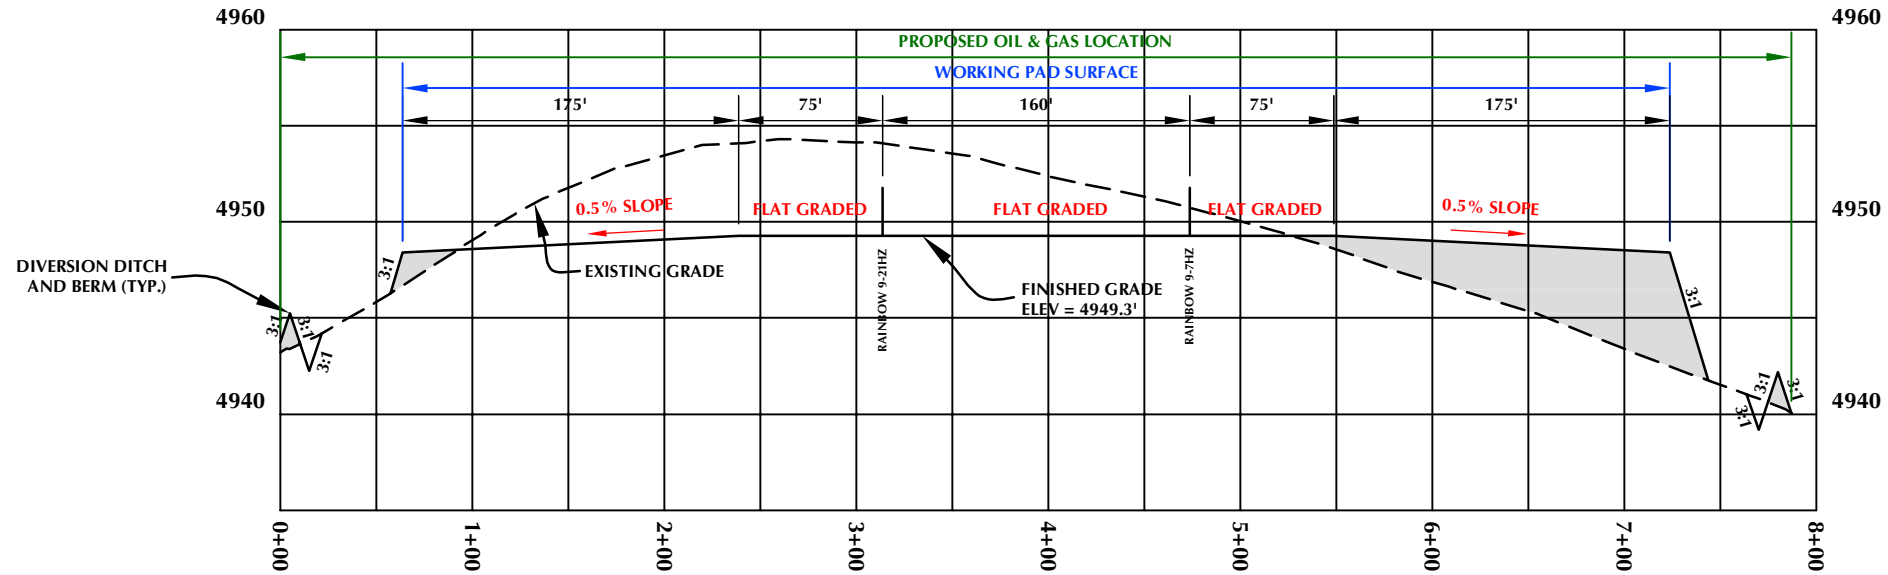 4960
4960
PROPOSED OIL & GAS LOCATION
WORKING PAD SURFACE
175'
75'
160'
75'
175'
4950
4950
0.5% SLOPE
FLAT GRADED
FLAT GRADED
FLAT GRADED
0.5% SLOPE
DIVERSION DITCH
AND BERM (TYP.)
3:1
EXISTING GRADE
FINISHED GRADE
ELEV = 4949.3'
RAINBOW 9-21HZ
RAINBOW 9-7HZ
3:1
3:1
3:1
3:1
4940
4940
3:1
3:1
3:1
0+00
1+00
2+00
3+00
4+00
5+00
6+00
7+00
8+00